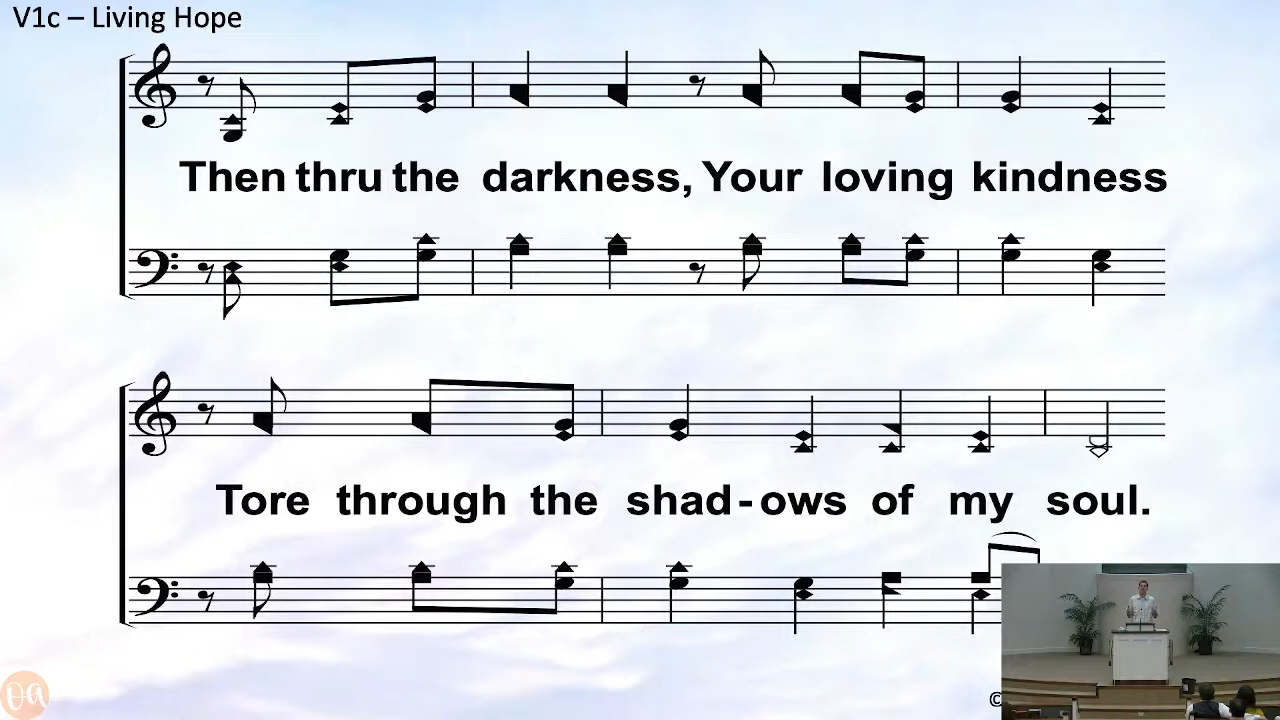 V1c – Living Hope
Then thru the darkness, Your loving kindness
Tore through the shad-ows of my soul.
©